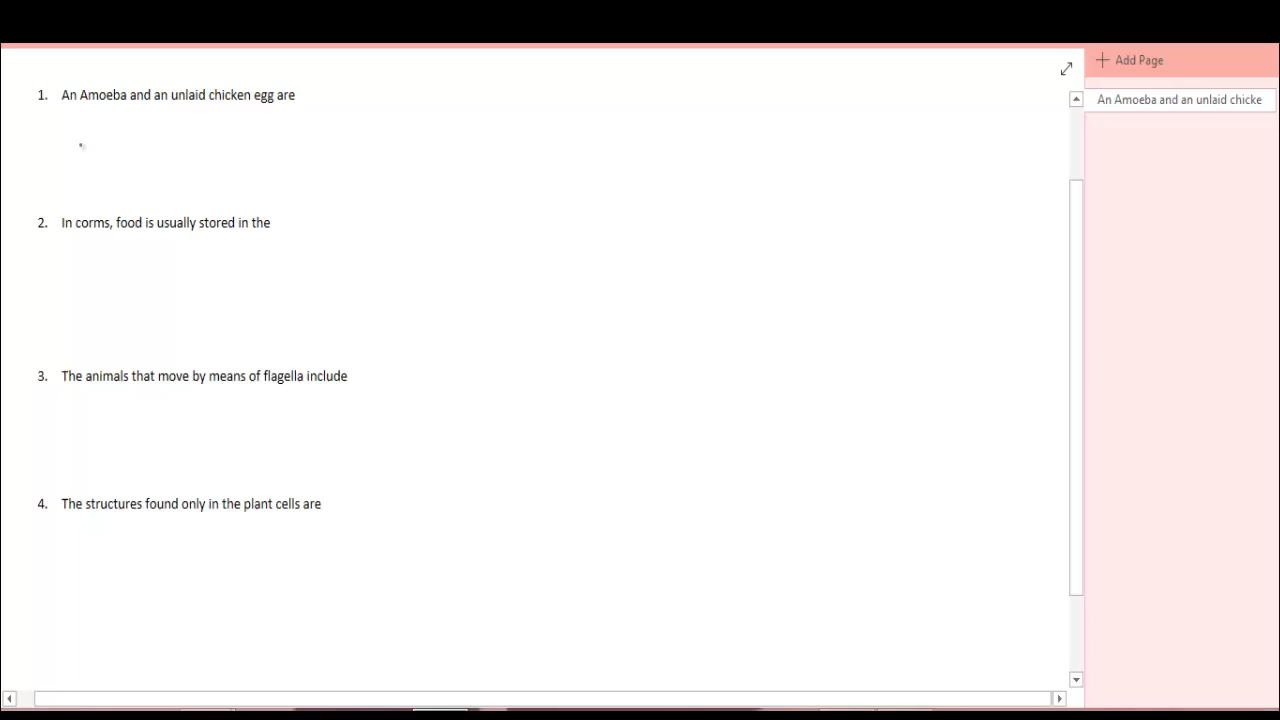 Add Page
An Amoeba and an unlaid chicke
1. An Amoeba and an unlaid chicken egg are
2. In corms, food is usually stored in the
3. The animals that move by means of flagella include
4. The structures found only in the plant cells are